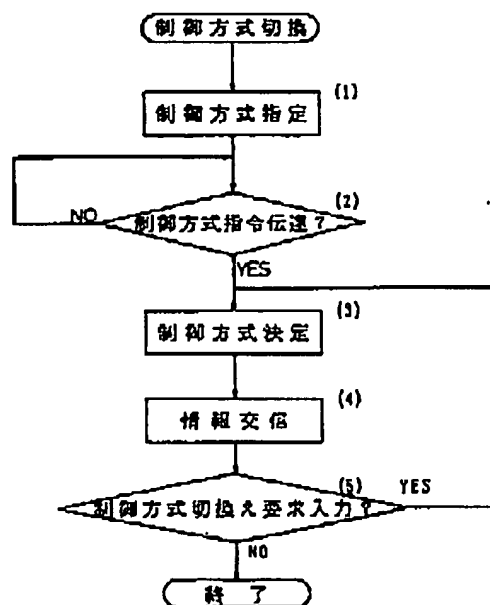 制御方式切換
(1)
制御方式指定
(2)
制御方式指令伝達?
NO
YES
(3)
制御方式決定
(4)
情報交信
(5)
制御方式切換え要求入力?
YES
NO
終了